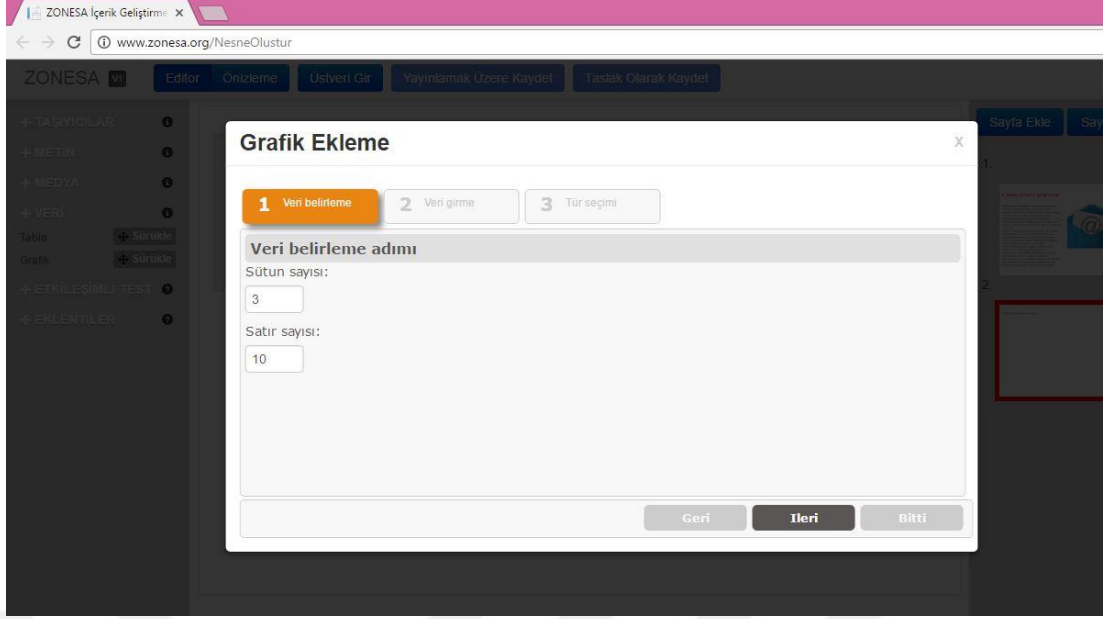 ZONESA İçerik Geliştirme
www.zonesa.org/NesneOlustur
ZONESA V1 Editor Önizleme Üstveri Gir Yayınlamak Üzere Kaydet Taslak Olarak Kaydet
Sayfa Ekle Say
+ TAŞIYICILAR
+ METİN
+ MEDYA
+ VERİ
Tablo Sürükle
Grafik Sürükle
+ ETKİLEŞİMLİ TEST
+ EKLENTİLER
Grafik Ekleme X
1 Veri belirleme 2 Veri girme 3 Tür seçimi
Veri belirleme adımı
Sütun sayısı:
3
Satır sayısı:
10
Geri Ileri Bitti
1.
2.